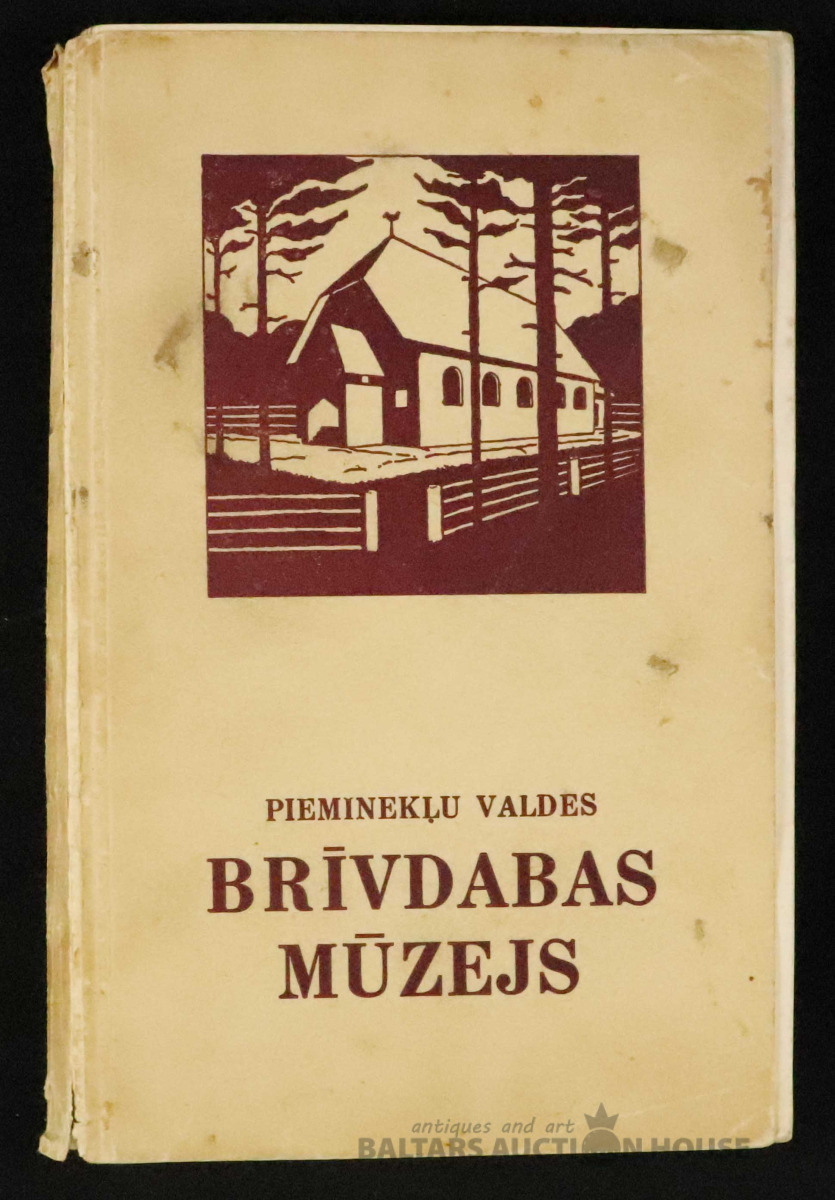 PIEMINEKĻU VALDES
BRĪVDABAS
MŪZEJS
antiques and art
BALTARS AUCTION HOUSE